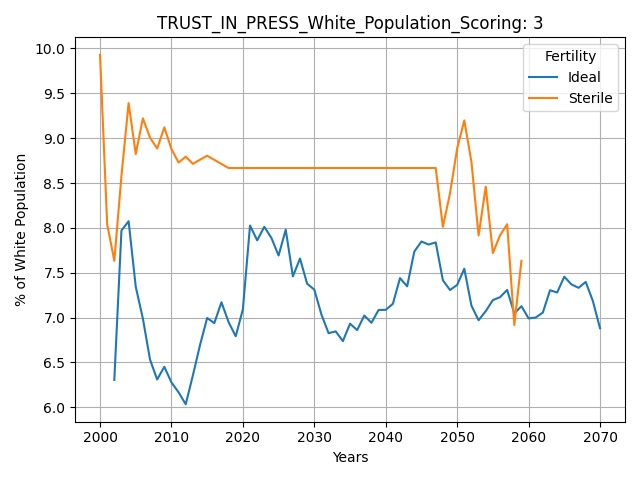 TRUST_IN_PRESS_White_Population_Scoring: 3
Fertility
Ideal
Sterile
% of White Population
10.0
9.5
9.0
8.5
8.0
7.5
7.0
6.5
6.0
2000 2010 2020 2030 2040 2050 2060 2070
Years